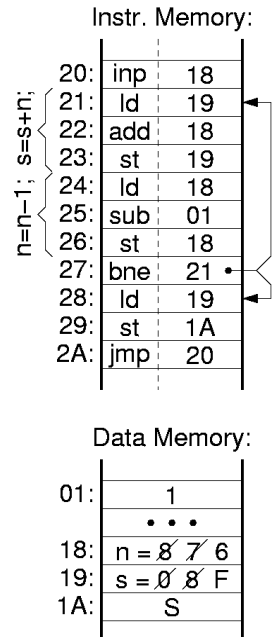 Instr. Memory:
20: inp 18
21: ld 19
22: add 18
23: st 19
24: ld 18
25: sub 01
26: st 18
27: bne 21
28: ld 19
29: st 1A
2A: jmp 20
s=s+n;
n=n−1;
Data Memory:
01: 1
• • •
18: n = 8 7 6
19: s = 0 8 F
1A: S